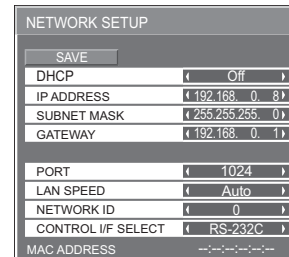 NETWORK SETUP
SAVE
DHCP Off
IP ADDRESS 192.168. 0. 8
SUBNET MASK 255.255.255. 0
GATEWAY 192.168. 0. 1
PORT 1024
LAN SPEED Auto
NETWORK ID 0
CONTROL I/F SELECT RS-232C
MAC ADDRESS --:--:--:--:--:--